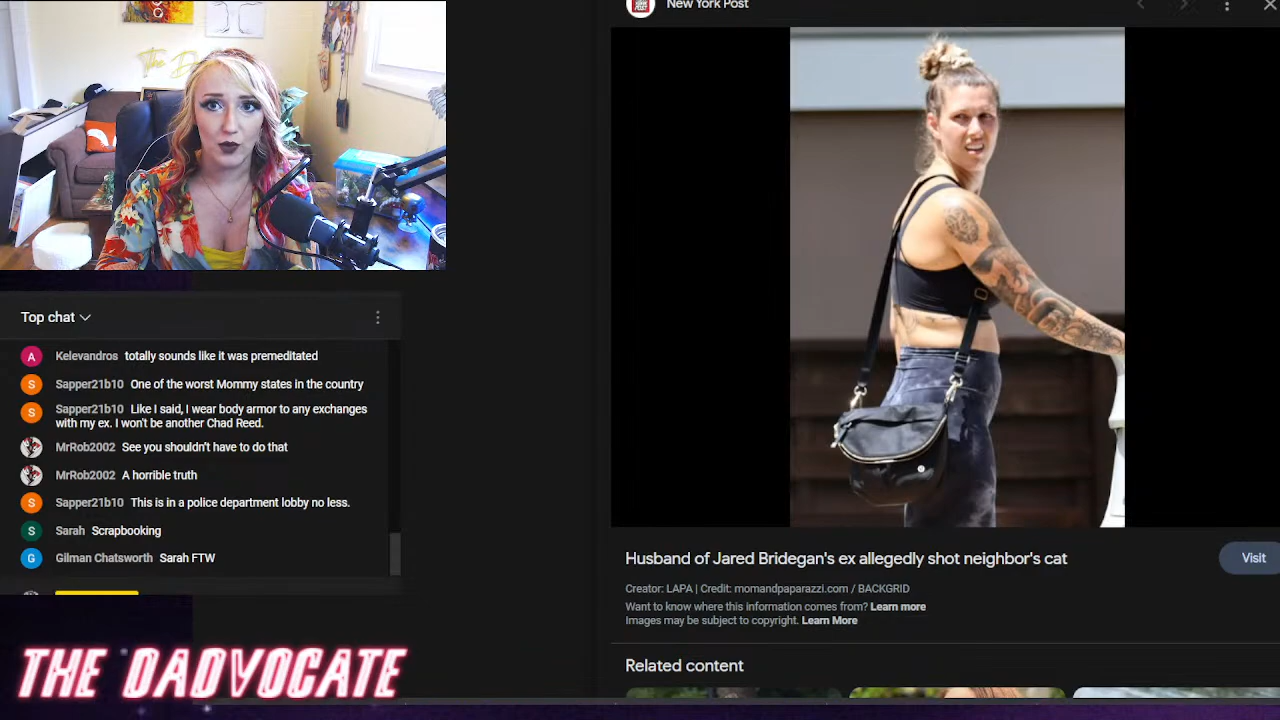 New York Post
The D
Top chat
A Kelevandros totally sounds like it was premeditated
S Sapper21b10 One of the worst Mommy states in the country
S Sapper21b10 Like I said, I wear body armor to any exchanges
with my ex. I won't be another Chad Reed.
MrRob2002 See you shouldn't have to do that
MrRob2002 A horrible truth
S Sapper21b10 This is in a police department lobby no less.
S Sarah Scrapbooking
G Gilman Chatsworth Sarah FTW
THE DADVOCATE
Husband of Jared Bridegan's ex allegedly shot neighbor's cat
Visit
Creator: LAPA | Credit: momandpaparazzi.com / BACKGRID
Want to know where this information comes from? Learn more
Images may be subject to copyright. Learn More
Related content